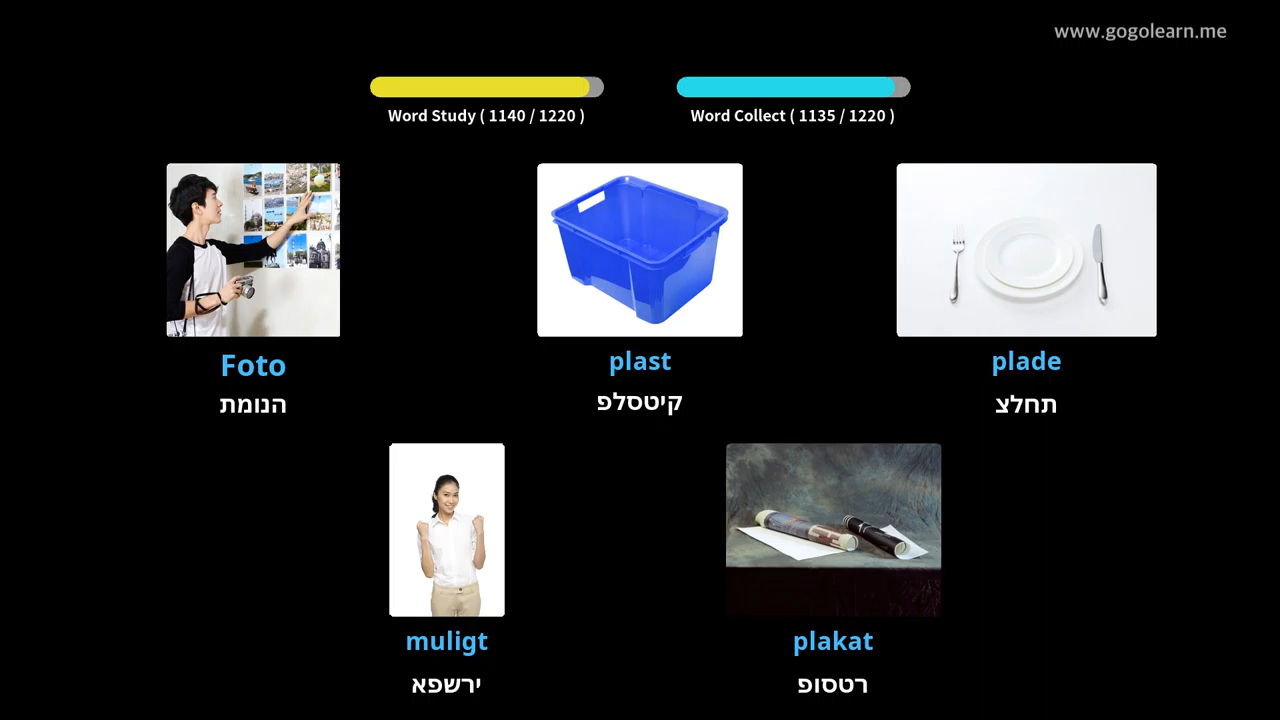 www.gogolearn.me
Word Study ( 1140 / 1220 )
Word Collect ( 1135 / 1220 )
Foto
הנומת
plast
קיטסלפ
plade
תחלצ
muligt
ירשפא
plakat
רטסופ